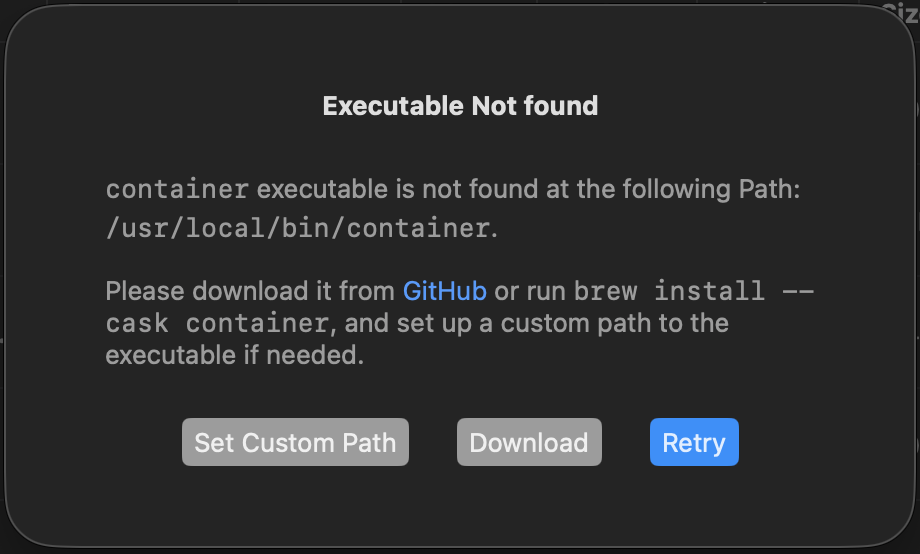 Executable Not found
container executable is not found at the following Path:
/usr/local/bin/container.
Please download it from GitHub or run brew install --
cask container, and set up a custom path to the
executable if needed.
Set Custom Path
Download
Retry